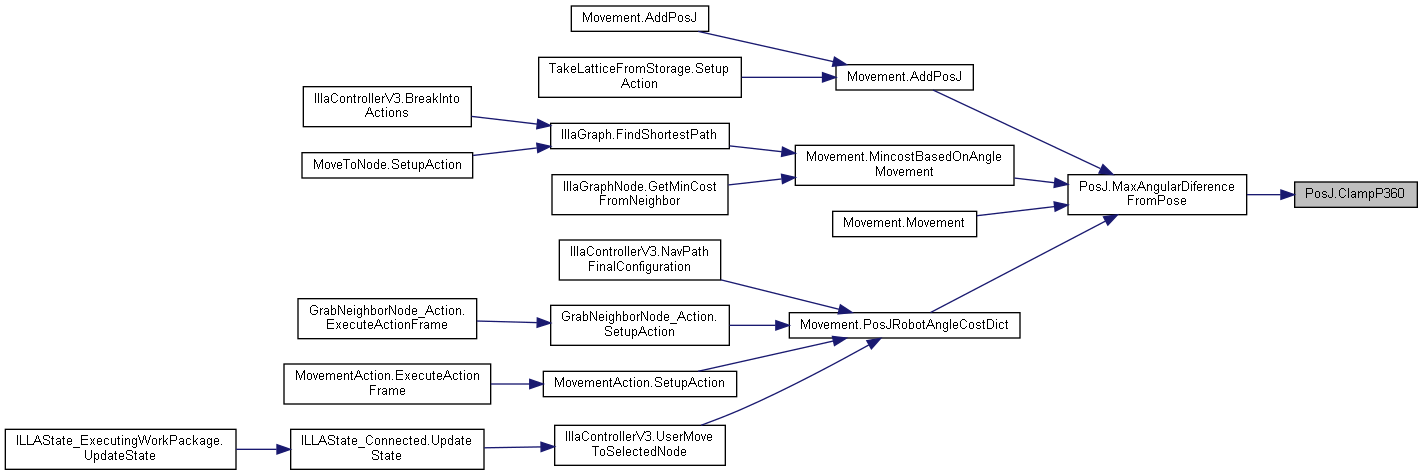 Movement.AddPosJ
TakeLatticeFromStorage.Setup
Action
Movement.AddPosJ
IllaControllerV3.BreakInto
Actions
IllaGraph.FindShortestPath
MoveToNode.SetupAction
Movement.MincostBasedOnAngle
Movement
IllaGraphNode.GetMinCost
FromNeighbor
PosJ.MaxAngularDiference
FromPose
PosJ.ClampP360
Movement.Movement
IllaControllerV3.NavPath
FinalConfiguration
GrabNeighborNode_Action.
ExecuteActionFrame
GrabNeighborNode_Action.
SetupAction
Movement.PosJRobotAngleCostDict
MovementAction.ExecuteAction
Frame
MovementAction.SetupAction
ILLAState_ExecutingWorkPackage.
UpdateState
ILLAState_Connected.Update
State
IllaControllerV3.UserMove
ToSelectedNode